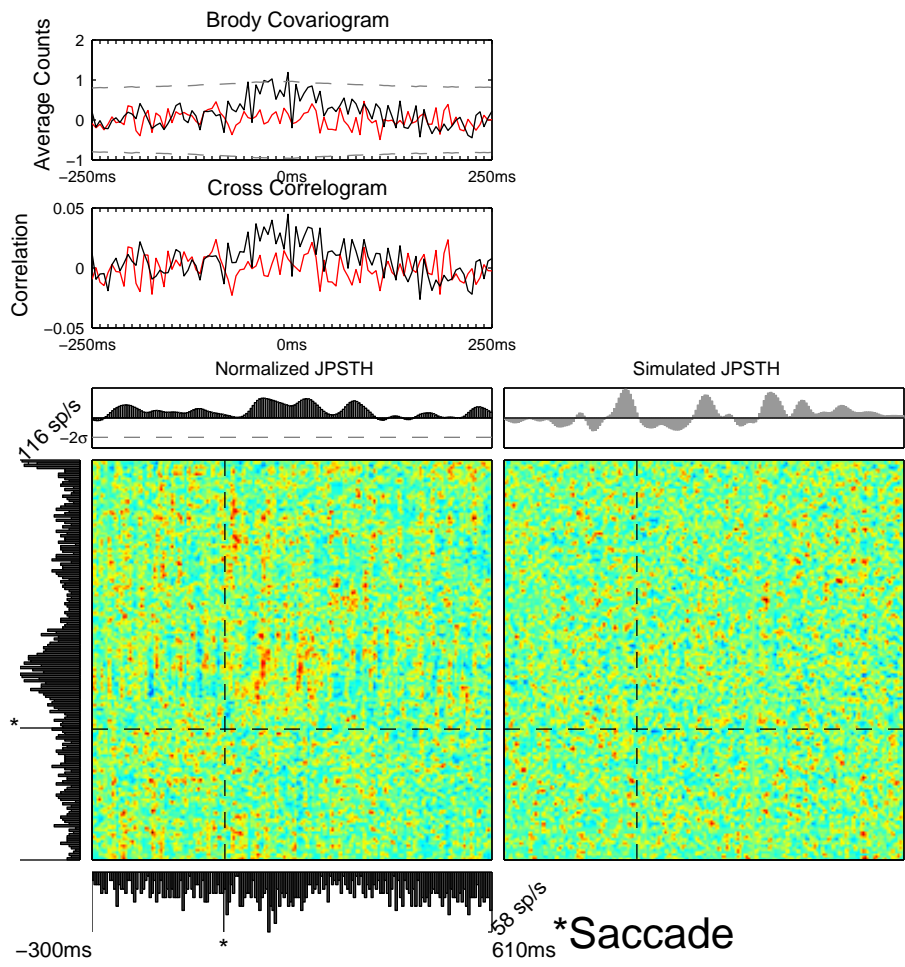 Brody Covariogram
2
1
0
−1
Average Counts
−250ms
0ms
250ms
Cross Correlogram
0.05
0
−0.05
Correlation
−250ms
0ms
250ms
Normalized JPSTH
Simulated JPSTH
116 sp/s
−2σ
*
*
58 sp/s
−300ms
610ms
*Saccade